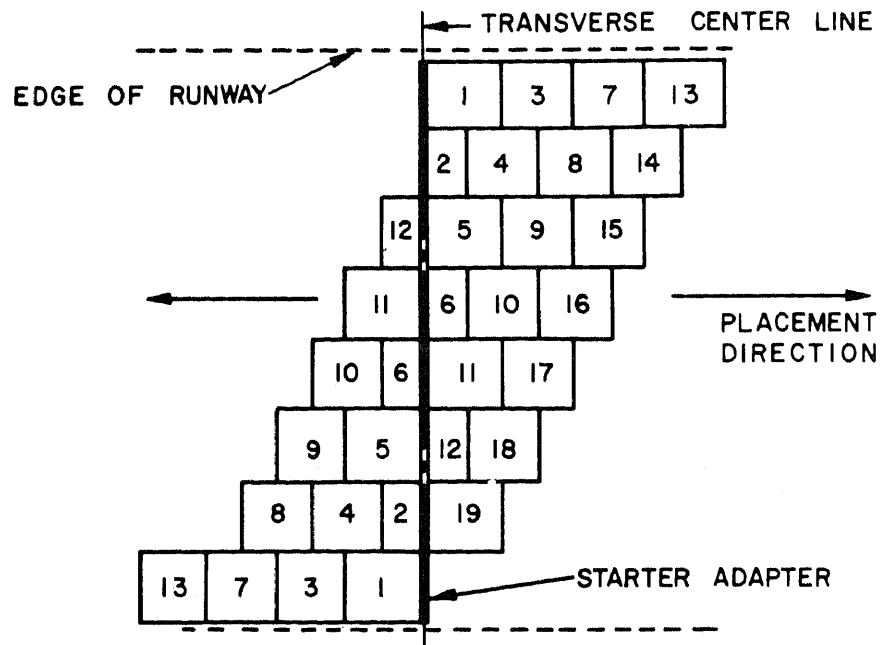 TRANSVERSE CENTER LINE
EDGE OF RUNWAY
1 3 7 13
2 4 8 14
12 5 9 15
11 6 10 16
PLACEMENT
DIRECTION
10 6 11 17
9 5 12 18
8 4 2 19
13 7 3 1
STARTER ADAPTER